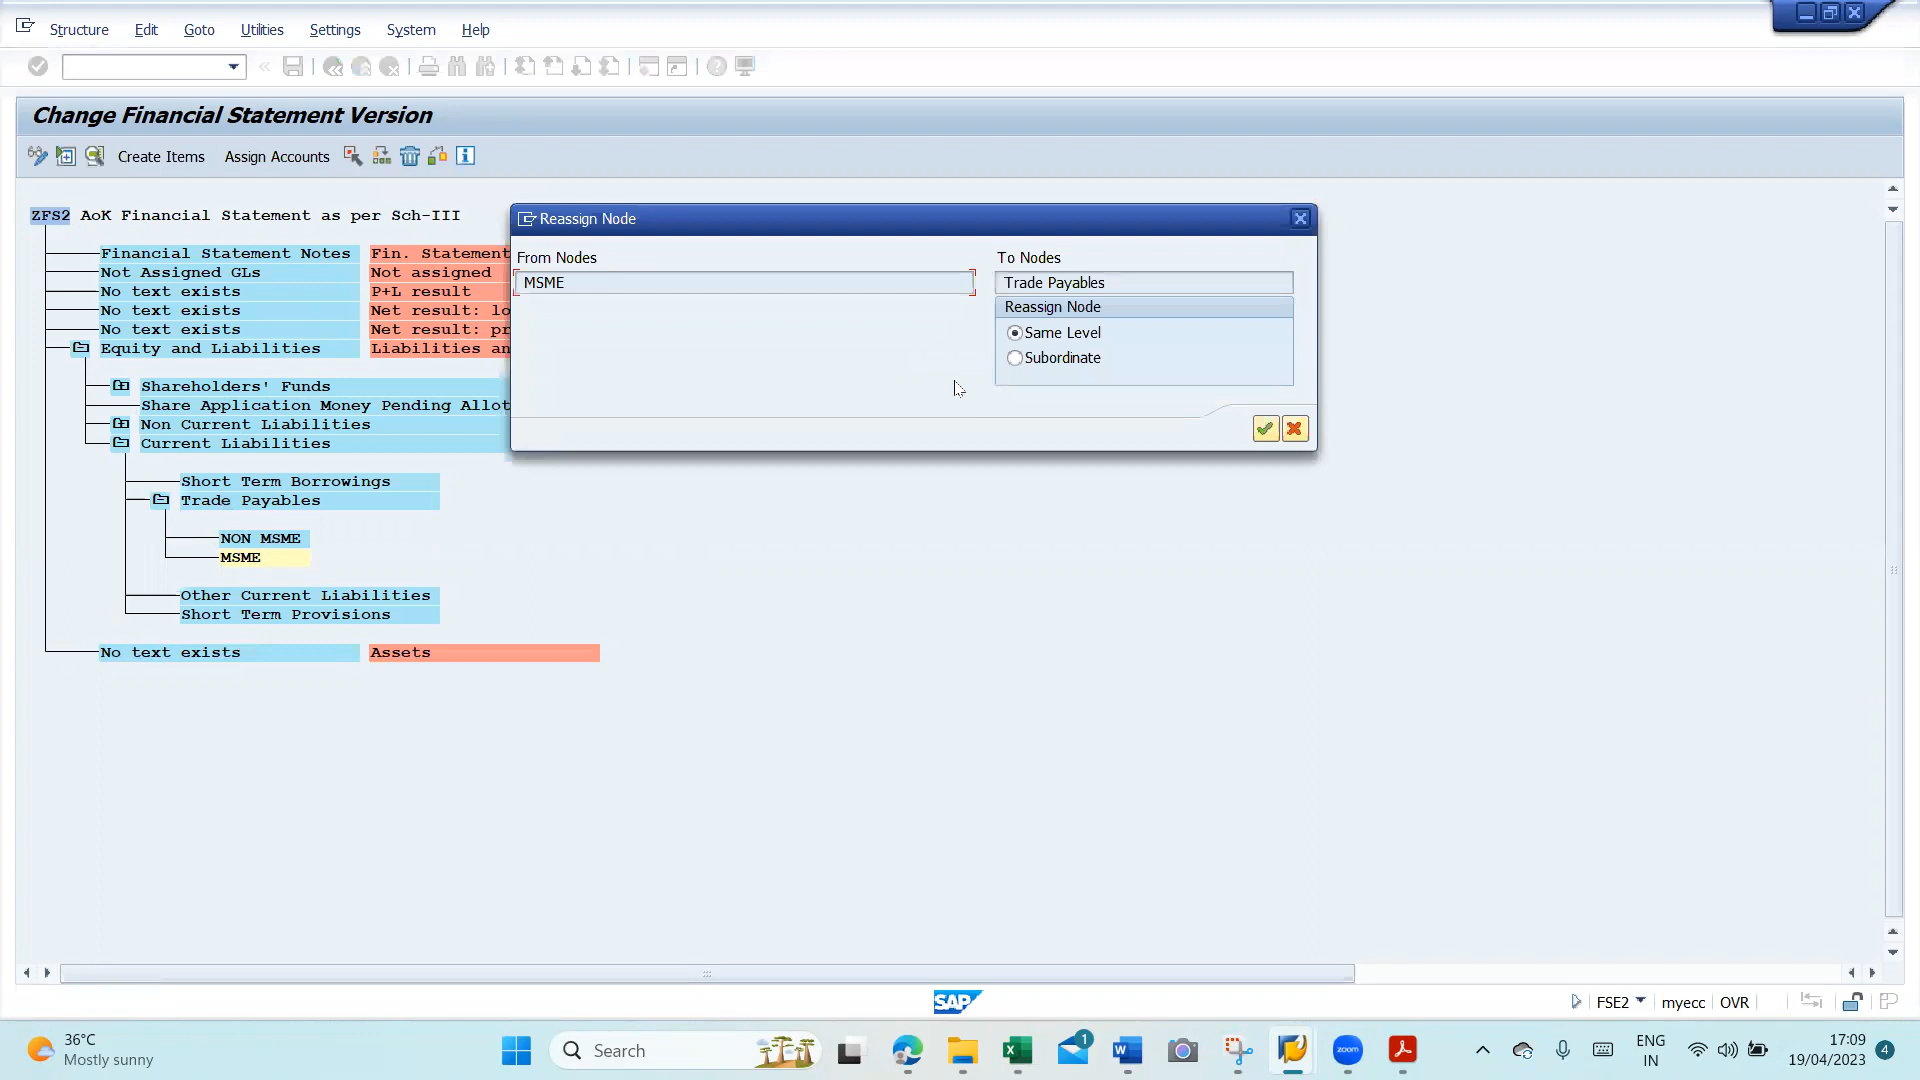 Structure Edit Goto Utilities Settings System Help
Change Financial Statement Version
Create Items Assign Accounts
ZFS2 AoK Financial Statement as per Sch-III
Financial Statement Notes Fin. Statement
Not Assigned GLs Not assigned
No text exists P+L result
No text exists Net result: lo
No text exists Net result: pr
Equity and Liabilities Liabilities an
Shareholders' Funds
Share Application Money Pending Allot
Non Current Liabilities
Current Liabilities
Short Term Borrowings
Trade Payables
NON MSME
MSME
Other Current Liabilities
Short Term Provisions
No text exists Assets
Reassign Node
From Nodes To Nodes
MSME Trade Payables
Reassign Node
Same Level
Subordinate
SAP
FSE2 myecc OVR
36°C
Mostly sunny
Search
1
W
zoom
ENG
IN
17:09
19/04/2023
4